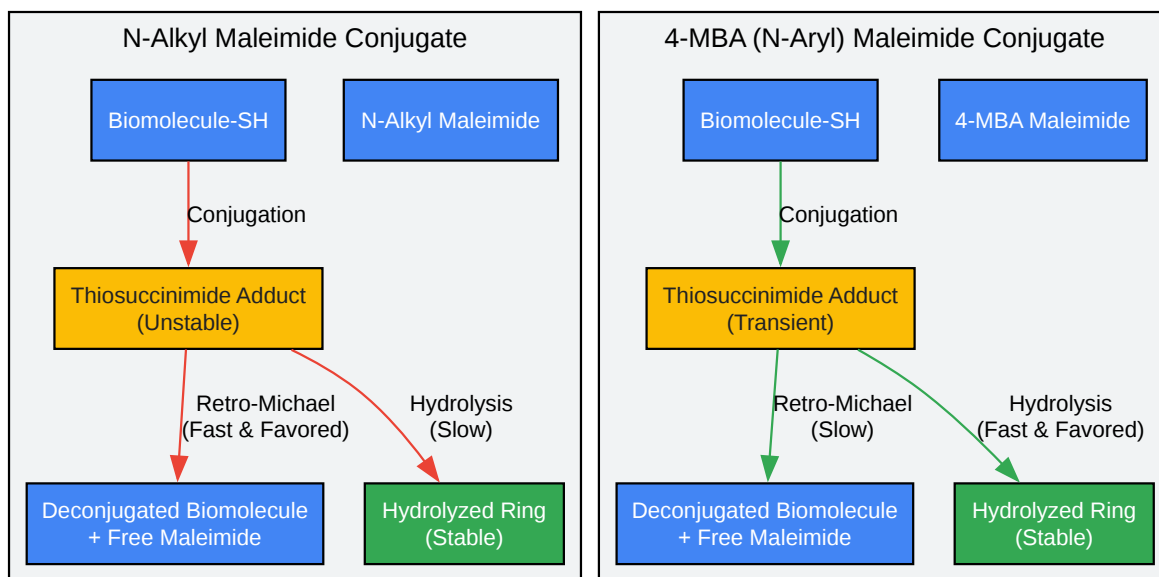 N-Alkyl Maleimide Conjugate
Biomolecule-SH
N-Alkyl Maleimide
Conjugation
Thiosuccinimide Adduct
(Unstable)
Retro-Michael
(Fast & Favored)
Hydrolysis
(Slow)
Deconjugated Biomolecule
+ Free Maleimide
Hydrolyzed Ring
(Stable)
4-MBA (N-Aryl) Maleimide Conjugate
Biomolecule-SH
4-MBA Maleimide
Conjugation
Thiosuccinimide Adduct
(Transient)
Retro-Michael
(Slow)
Hydrolysis
(Fast & Favored)
Deconjugated Biomolecule
+ Free Maleimide
Hydrolyzed Ring
(Stable)